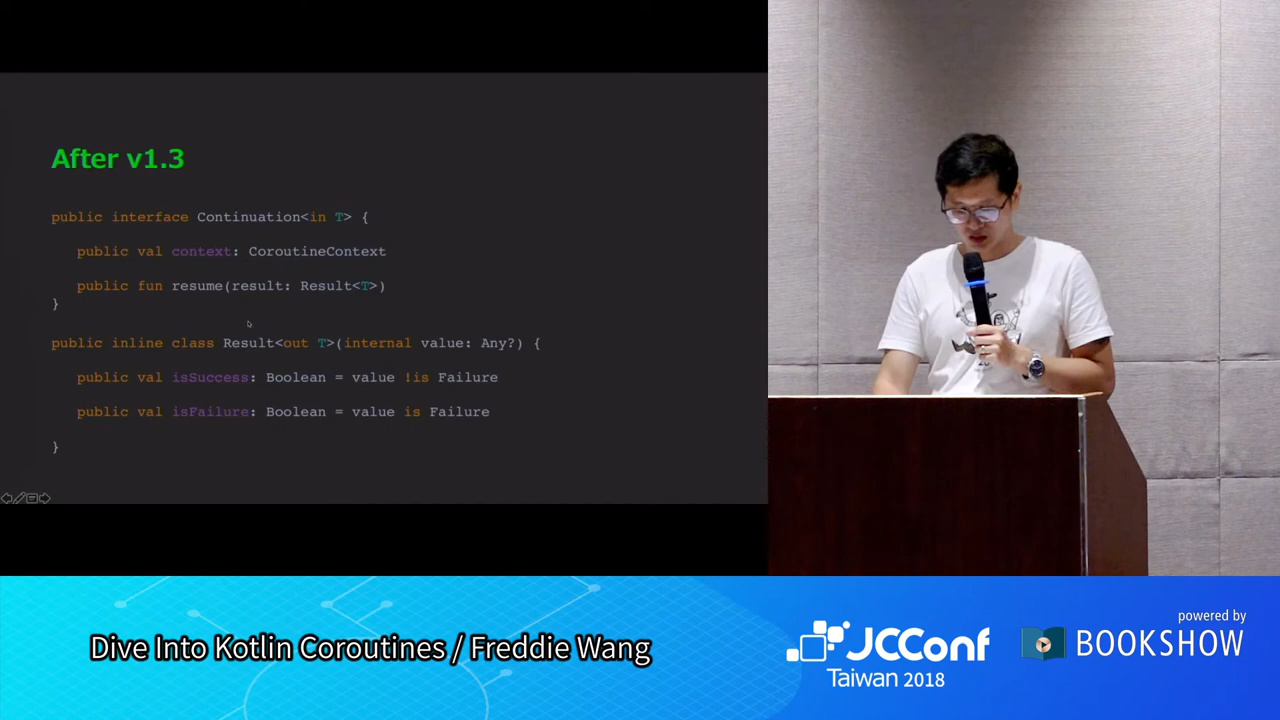 After v1.3
public interface Continuation<in T> {
public val context: CoroutineContext
public fun resume(result: Result<T>)
}
public inline class Result<out T>(internal value: Any?) {
public val isSuccess: Boolean = value !is Failure
public val isFailure: Boolean = value is Failure
}
Dive Into Kotlin Coroutines / Freddie Wang
JCConf
Taiwan 2018
powered by
BOOKSHOW